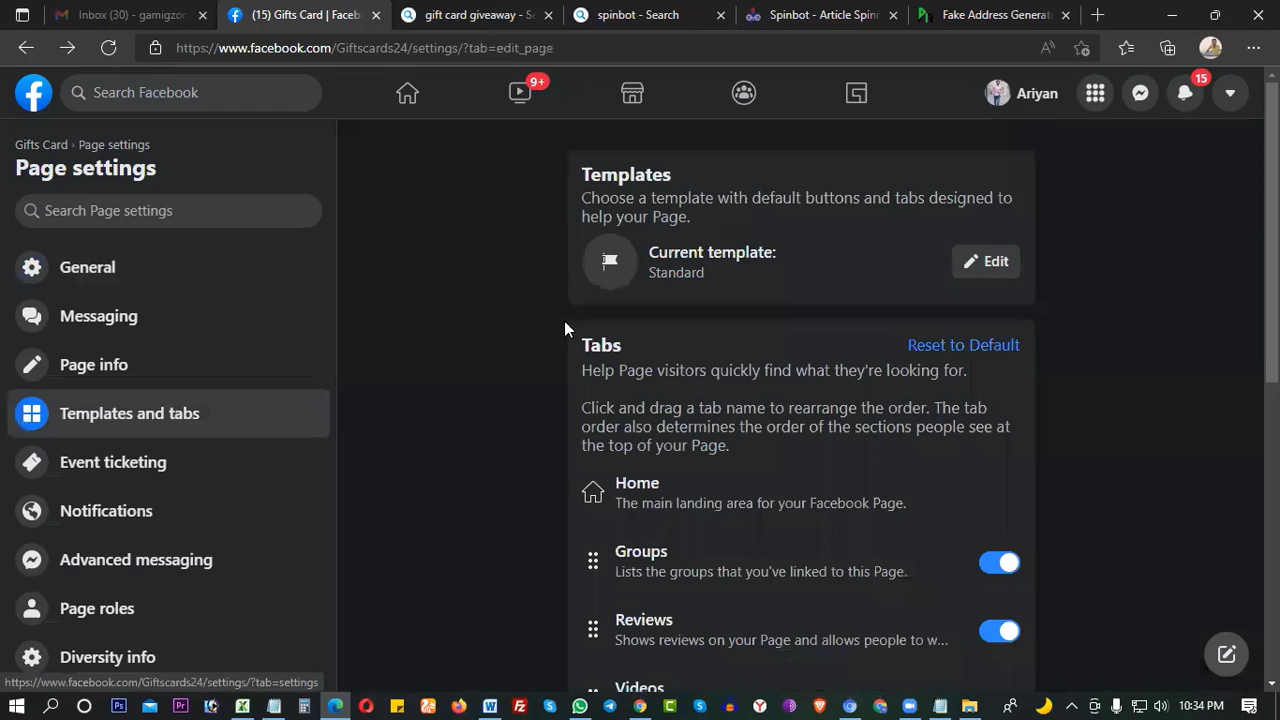 Inbox (30) - gamigzon
(15) Gifts Card | Faceb
gift card giveaway - Se
spinbot - Search
Spinbot - Article Spinn
Fake Address Generat
https://www.facebook.com/Giftscards24/settings/?tab=edit_page
Search Facebook
9+
Ariyan
15
Gifts Card › Page settings
Page settings
Search Page settings
General
Messaging
Page info
Templates and tabs
Event ticketing
Notifications
Advanced messaging
Page roles
Diversity info
Templates
Choose a template with default buttons and tabs designed to
help your Page.
Current template:
Standard
Edit
Tabs
Reset to Default
Help Page visitors quickly find what they're looking for.
Click and drag a tab name to rearrange the order. The tab
order also determines the order of the sections people see at
the top of your Page.
Home
The main landing area for your Facebook Page.
Groups
Lists the groups that you've linked to this Page.
Reviews
Shows reviews on your Page and allows people to w...
Videos
https://www.facebook.com/Giftscards24/settings/?tab=settings
10:34 PM